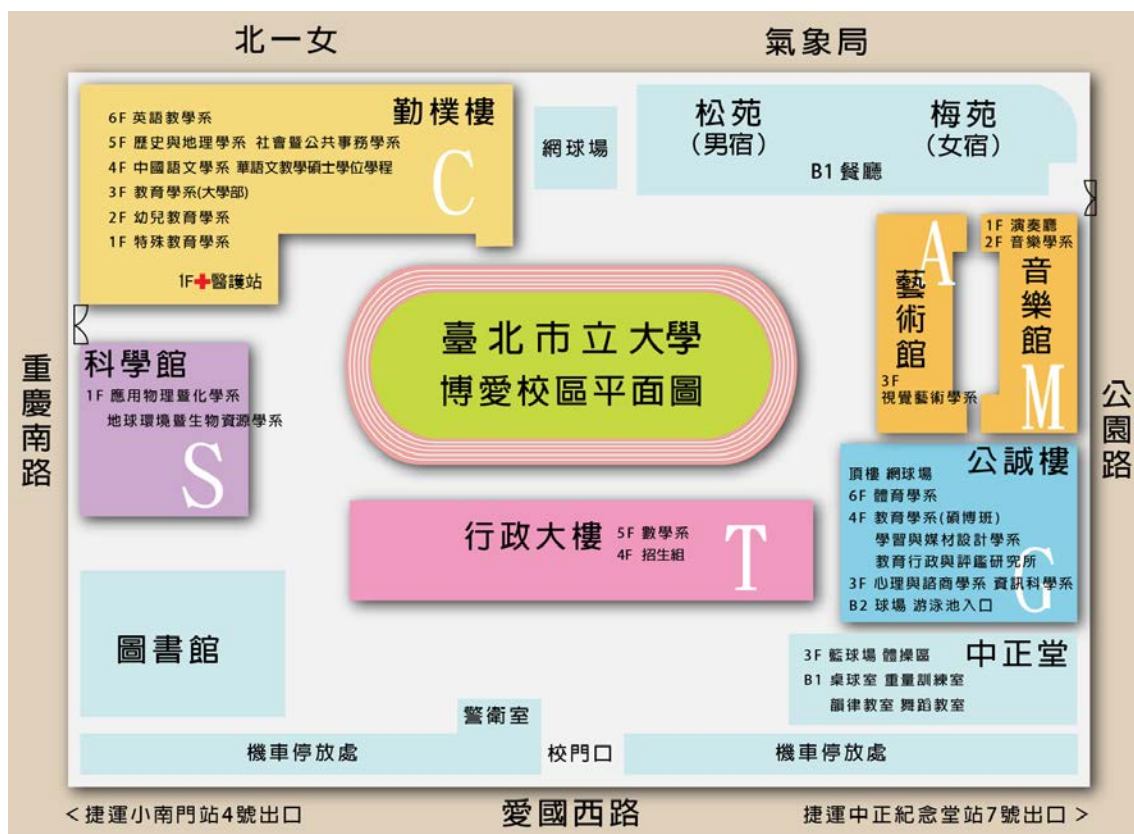 北一女
氣象局
勤樸樓
C
6F 英語教學系
5F 歷史與地理學系 社會暨公共事務學系
4F 中國語文學系 華語文教學碩士學位學程
3F 教育學系(大學部)
2F 幼兒教育學系
1F 特殊教育學系
1F 醫護站
網球場
松苑
(男宿)
梅苑
(女宿)
B1 餐廳
A
藝術館
3F
視覺藝術學系
1F 演奏廳
2F 音樂學系
音樂館
M
臺北市立大學
博愛校區平面圖
重慶南路
公園路
科學館
1F 應用物理暨化學系
地球環境暨生物資源學系
S
公誠樓
頂樓 網球場
6F 體育學系
4F 教育學系(碩博班)
學習與媒材設計學系
教育行政與評鑑研究所
3F 心理與諮商學系 資訊科學系
B2 球場 游泳池入口
G
行政大樓
5F 數學系
4F 招生組
T
圖書館
中正堂
3F 籃球場 體操區
B1 桌球室 重量訓練室
韻律教室 舞蹈教室
警衛室
機車停放處
校門口
機車停放處
<捷運小南門站4號出口
愛國西路
捷運中正紀念堂站7號出口>